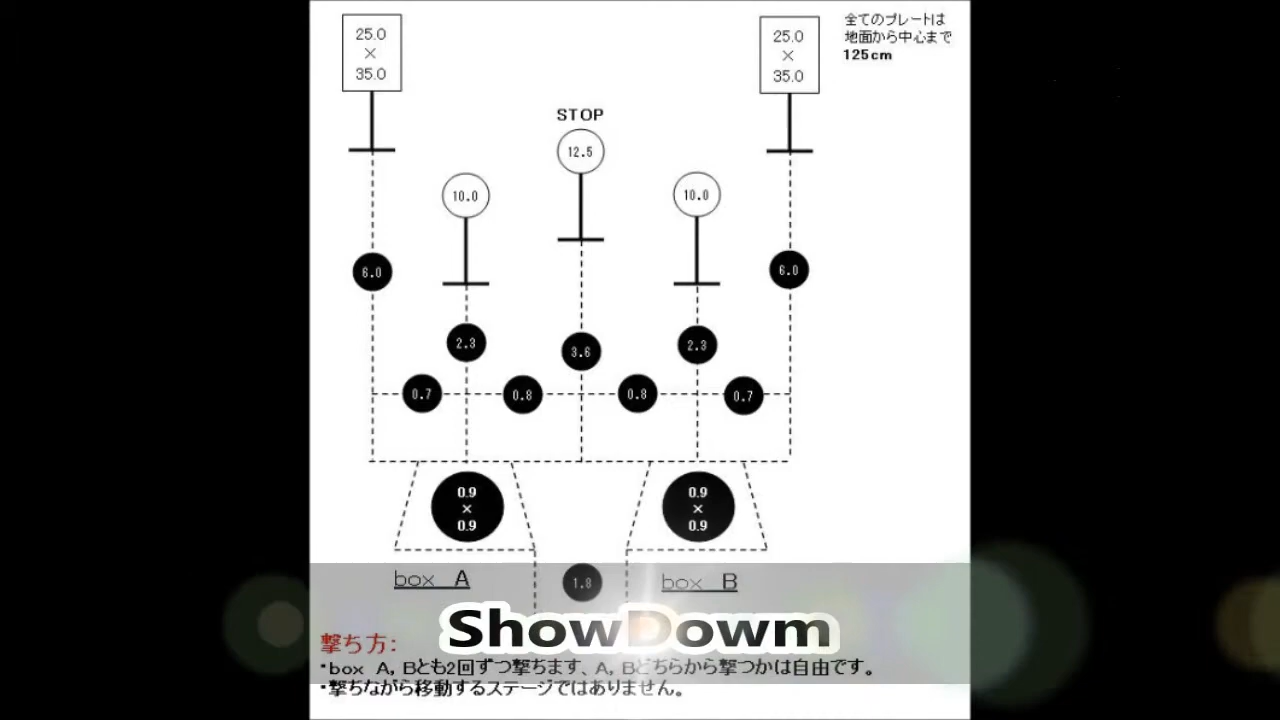 25.0
×
35.0
25.0
×
35.0
全てのプレートは
地面から中心まで
125cm
STOP
12.5
10.0
10.0
6.0
6.0
2.3
3.6
2.3
0.7
0.8
0.8
0.7
0.9
×
0.9
0.9
×
0.9
box A
1.8
box B
ShowDowm
撃ち方:
・box A, Bとも2回ずつ撃ちます、A, Bどちらから撃つかは自由です。
・撃ちながら移動するステージではありません。